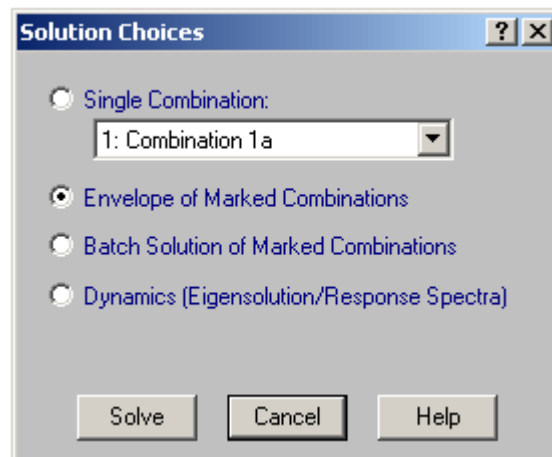 Solution Choices
Single Combination:
1: Combination 1a
Envelope of Marked Combinations
Batch Solution of Marked Combinations
Dynamics (Eigensolution/Response Spectra)
Solve Cancel Help